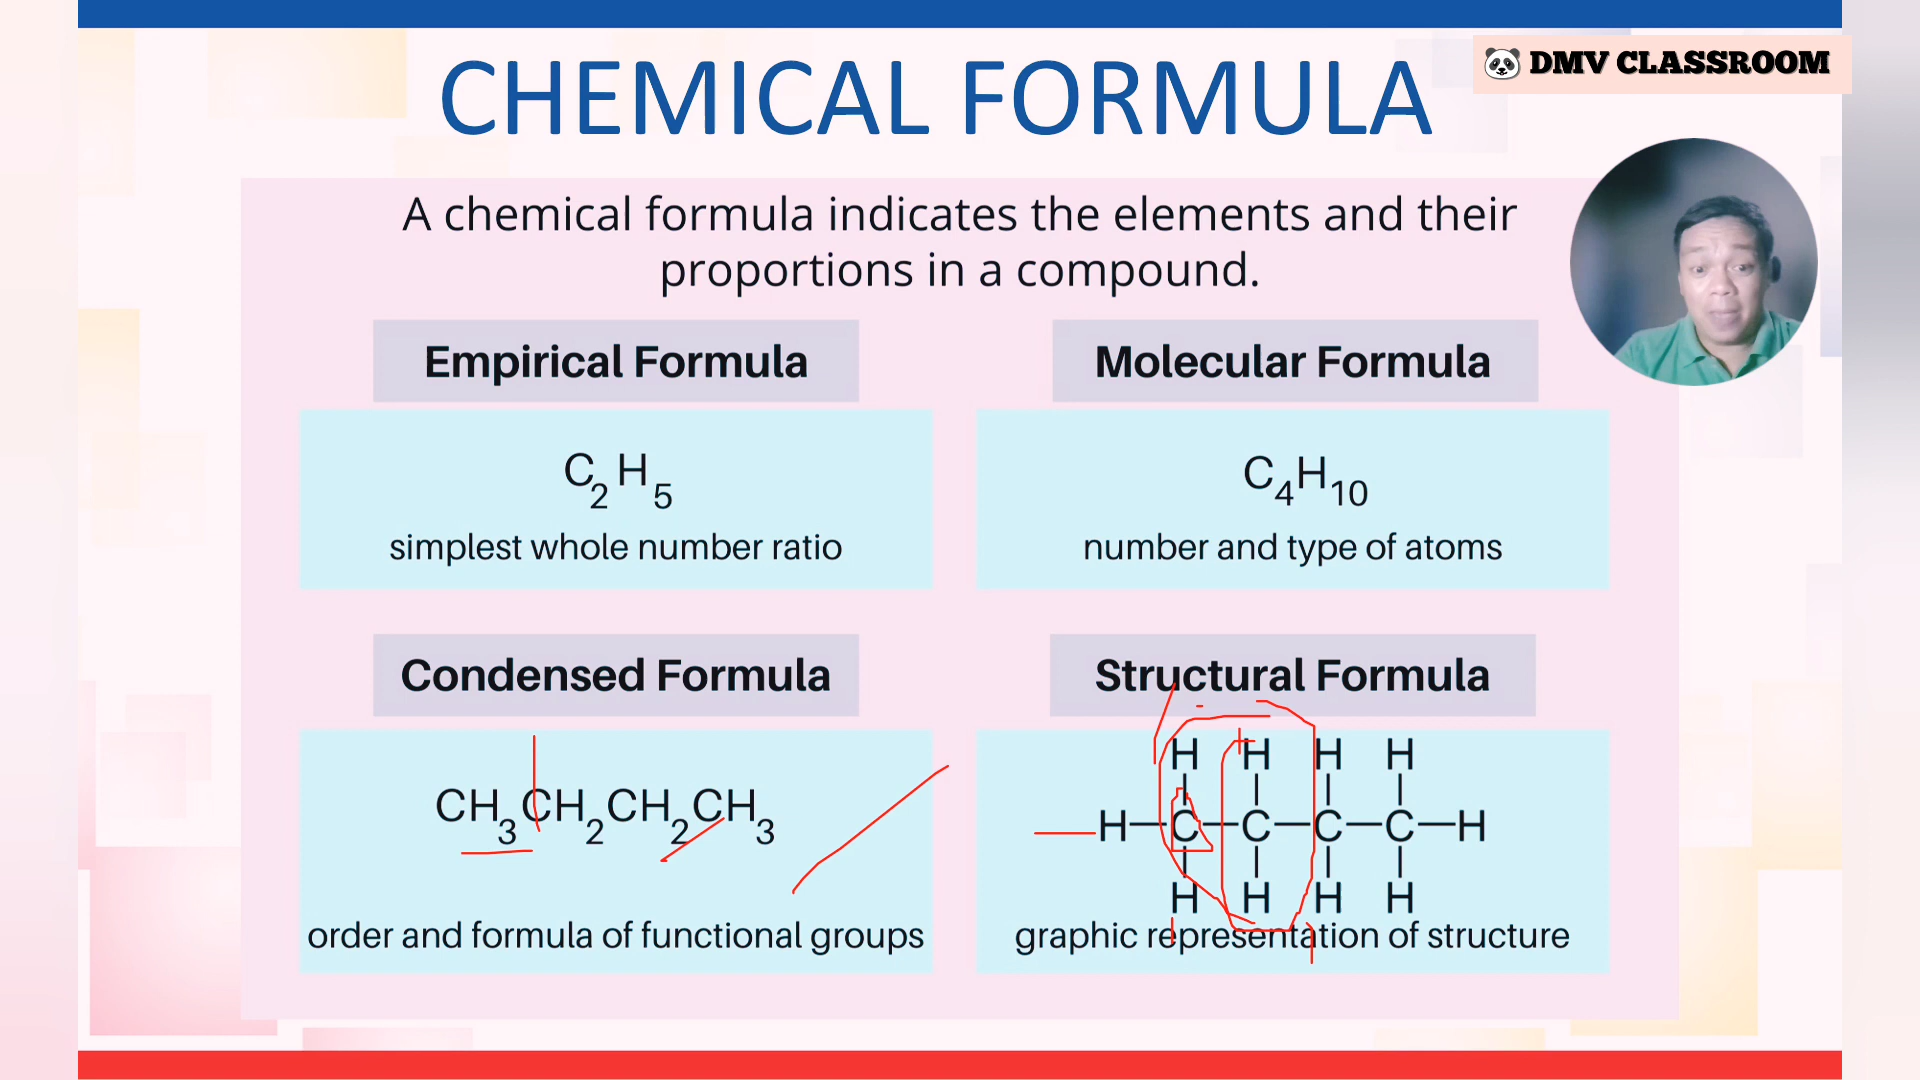 CHEMICAL FORMULA
DMV CLASSROOM
A chemical formula indicates the elements and their
proportions in a compound.
Empirical Formula
C₂H₅
simplest whole number ratio
Molecular Formula
C₄H₁₀
number and type of atoms
Condensed Formula
CH₃CH₂CH₂CH₃
order and formula of functional groups
Structural Formula
H H H H
H—C—C—C—C—H
H H H H
graphic representation of structure